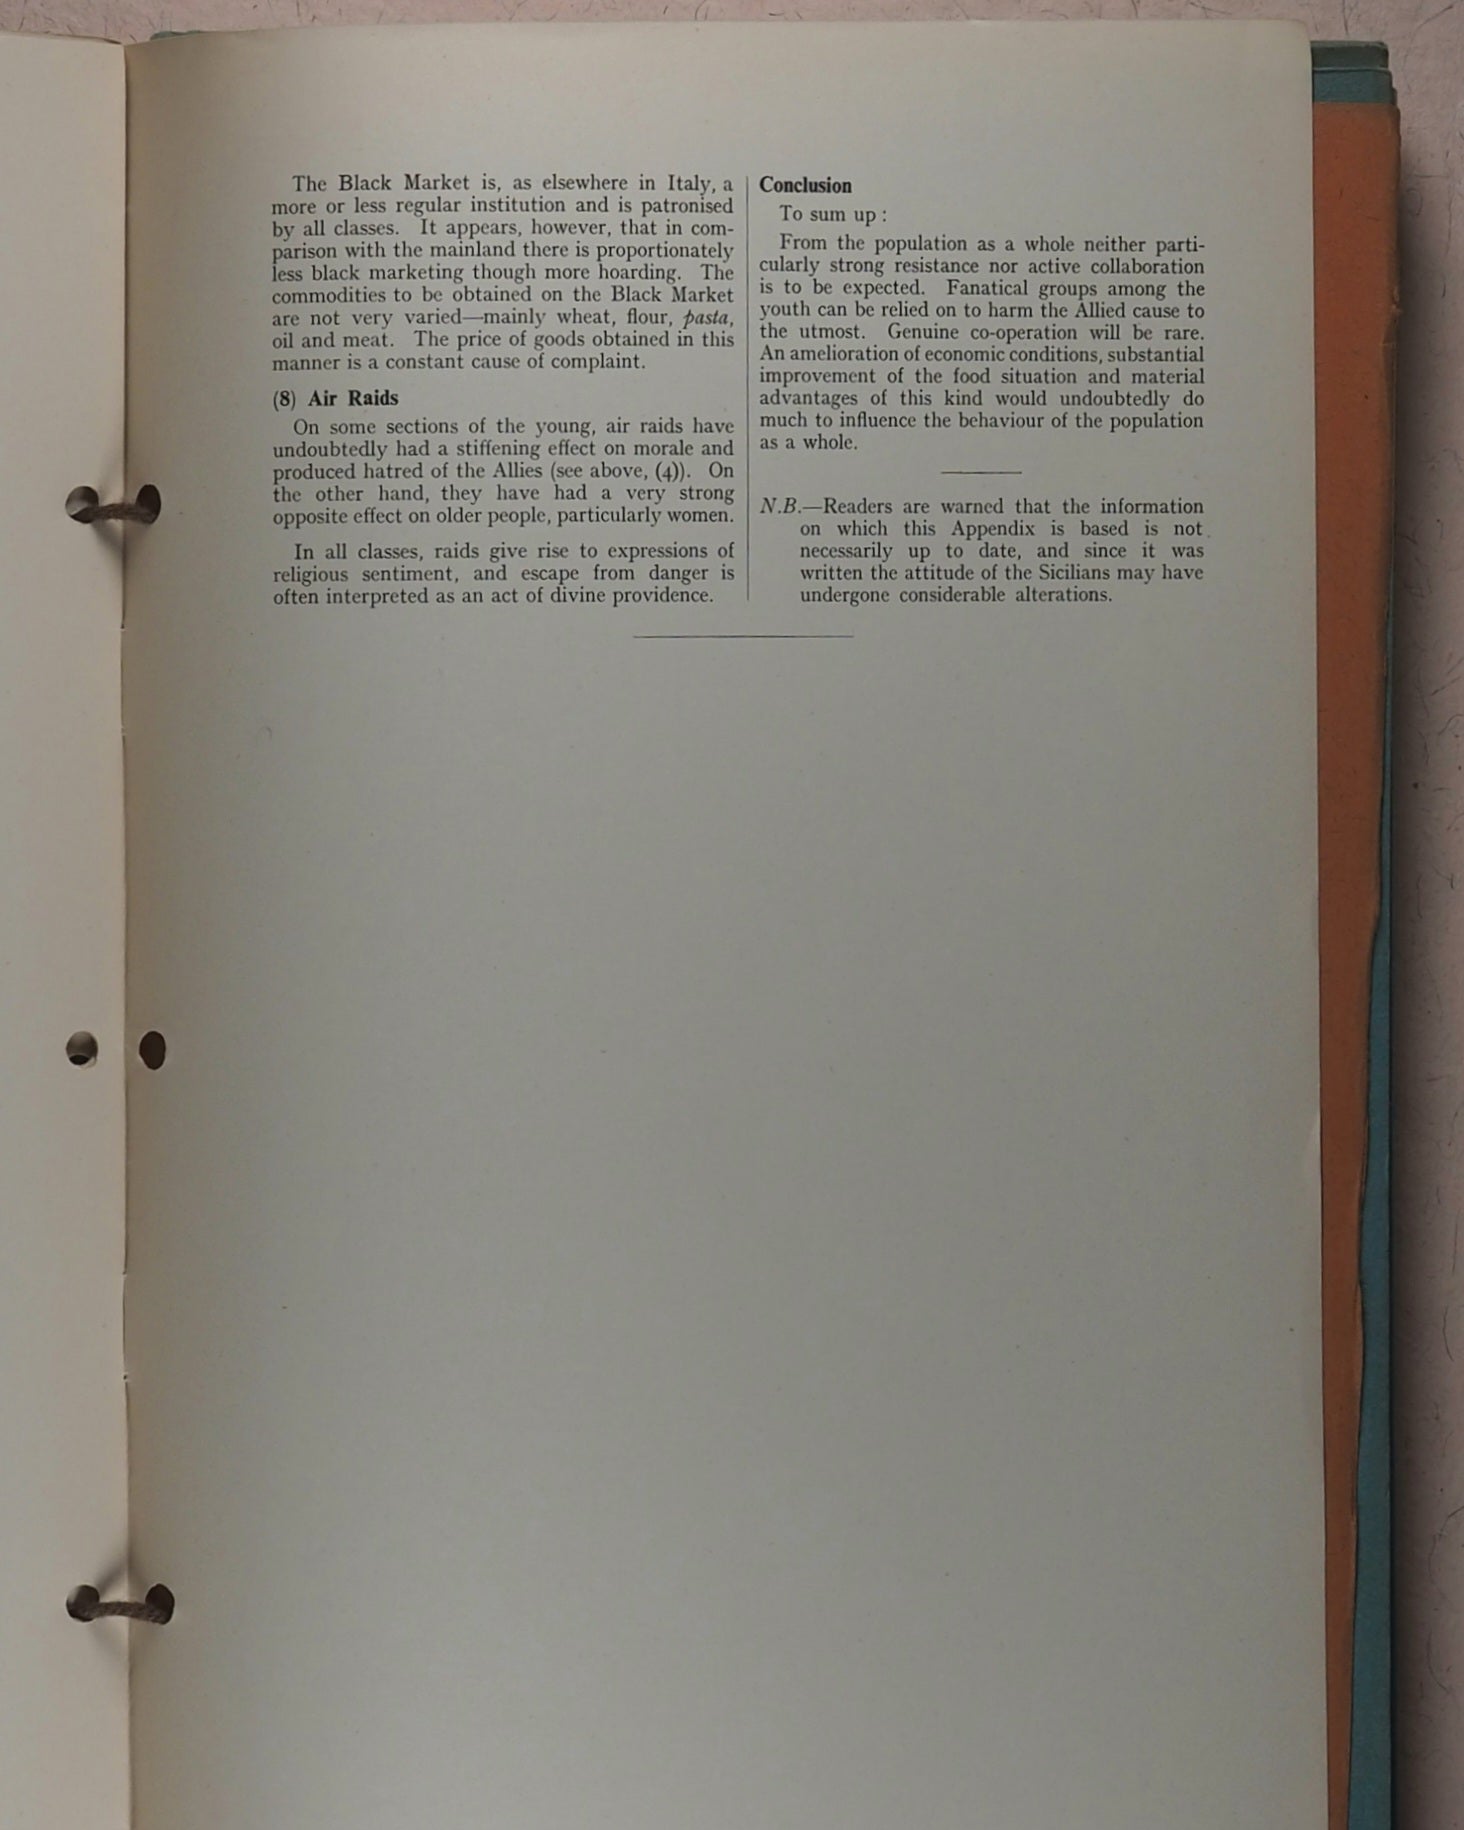 The Black Market is, as elsewhere in Italy, a
more or less regular institution and is patronised
by all classes. It appears, however, that in com-
parison with the mainland there is proportionately
less black marketing though more hoarding. The
commodities to be obtained on the Black Market
are not very varied—mainly wheat, flour, pasta,
oil and meat. The price of goods obtained in this
manner is a constant cause of complaint.
(8) Air Raids
On some sections of the young, air raids have
undoubtedly had a stiffening effect on morale and
produced hatred of the Allies (see above, (4)). On
the other hand, they have had a very strong
opposite effect on older people, particularly women.
In all classes, raids give rise to expressions of
religious sentiment, and escape from danger is
often interpreted as an act of divine providence.
Conclusion
To sum up :
From the population as a whole neither parti-
cularly strong resistance nor active collaboration
is to be expected. Fanatical groups among the
youth can be relied on to harm the Allied cause to
the utmost. Genuine co-operation will be rare.
An amelioration of economic conditions, substantial
improvement of the food situation and material
advantages of this kind would undoubtedly do
much to influence the behaviour of the population
as a whole.
N.B.—Readers are warned that the information
on which this Appendix is based is not
necessarily up to date, and since it was
written the attitude of the Sicilians may have
undergone considerable alterations.